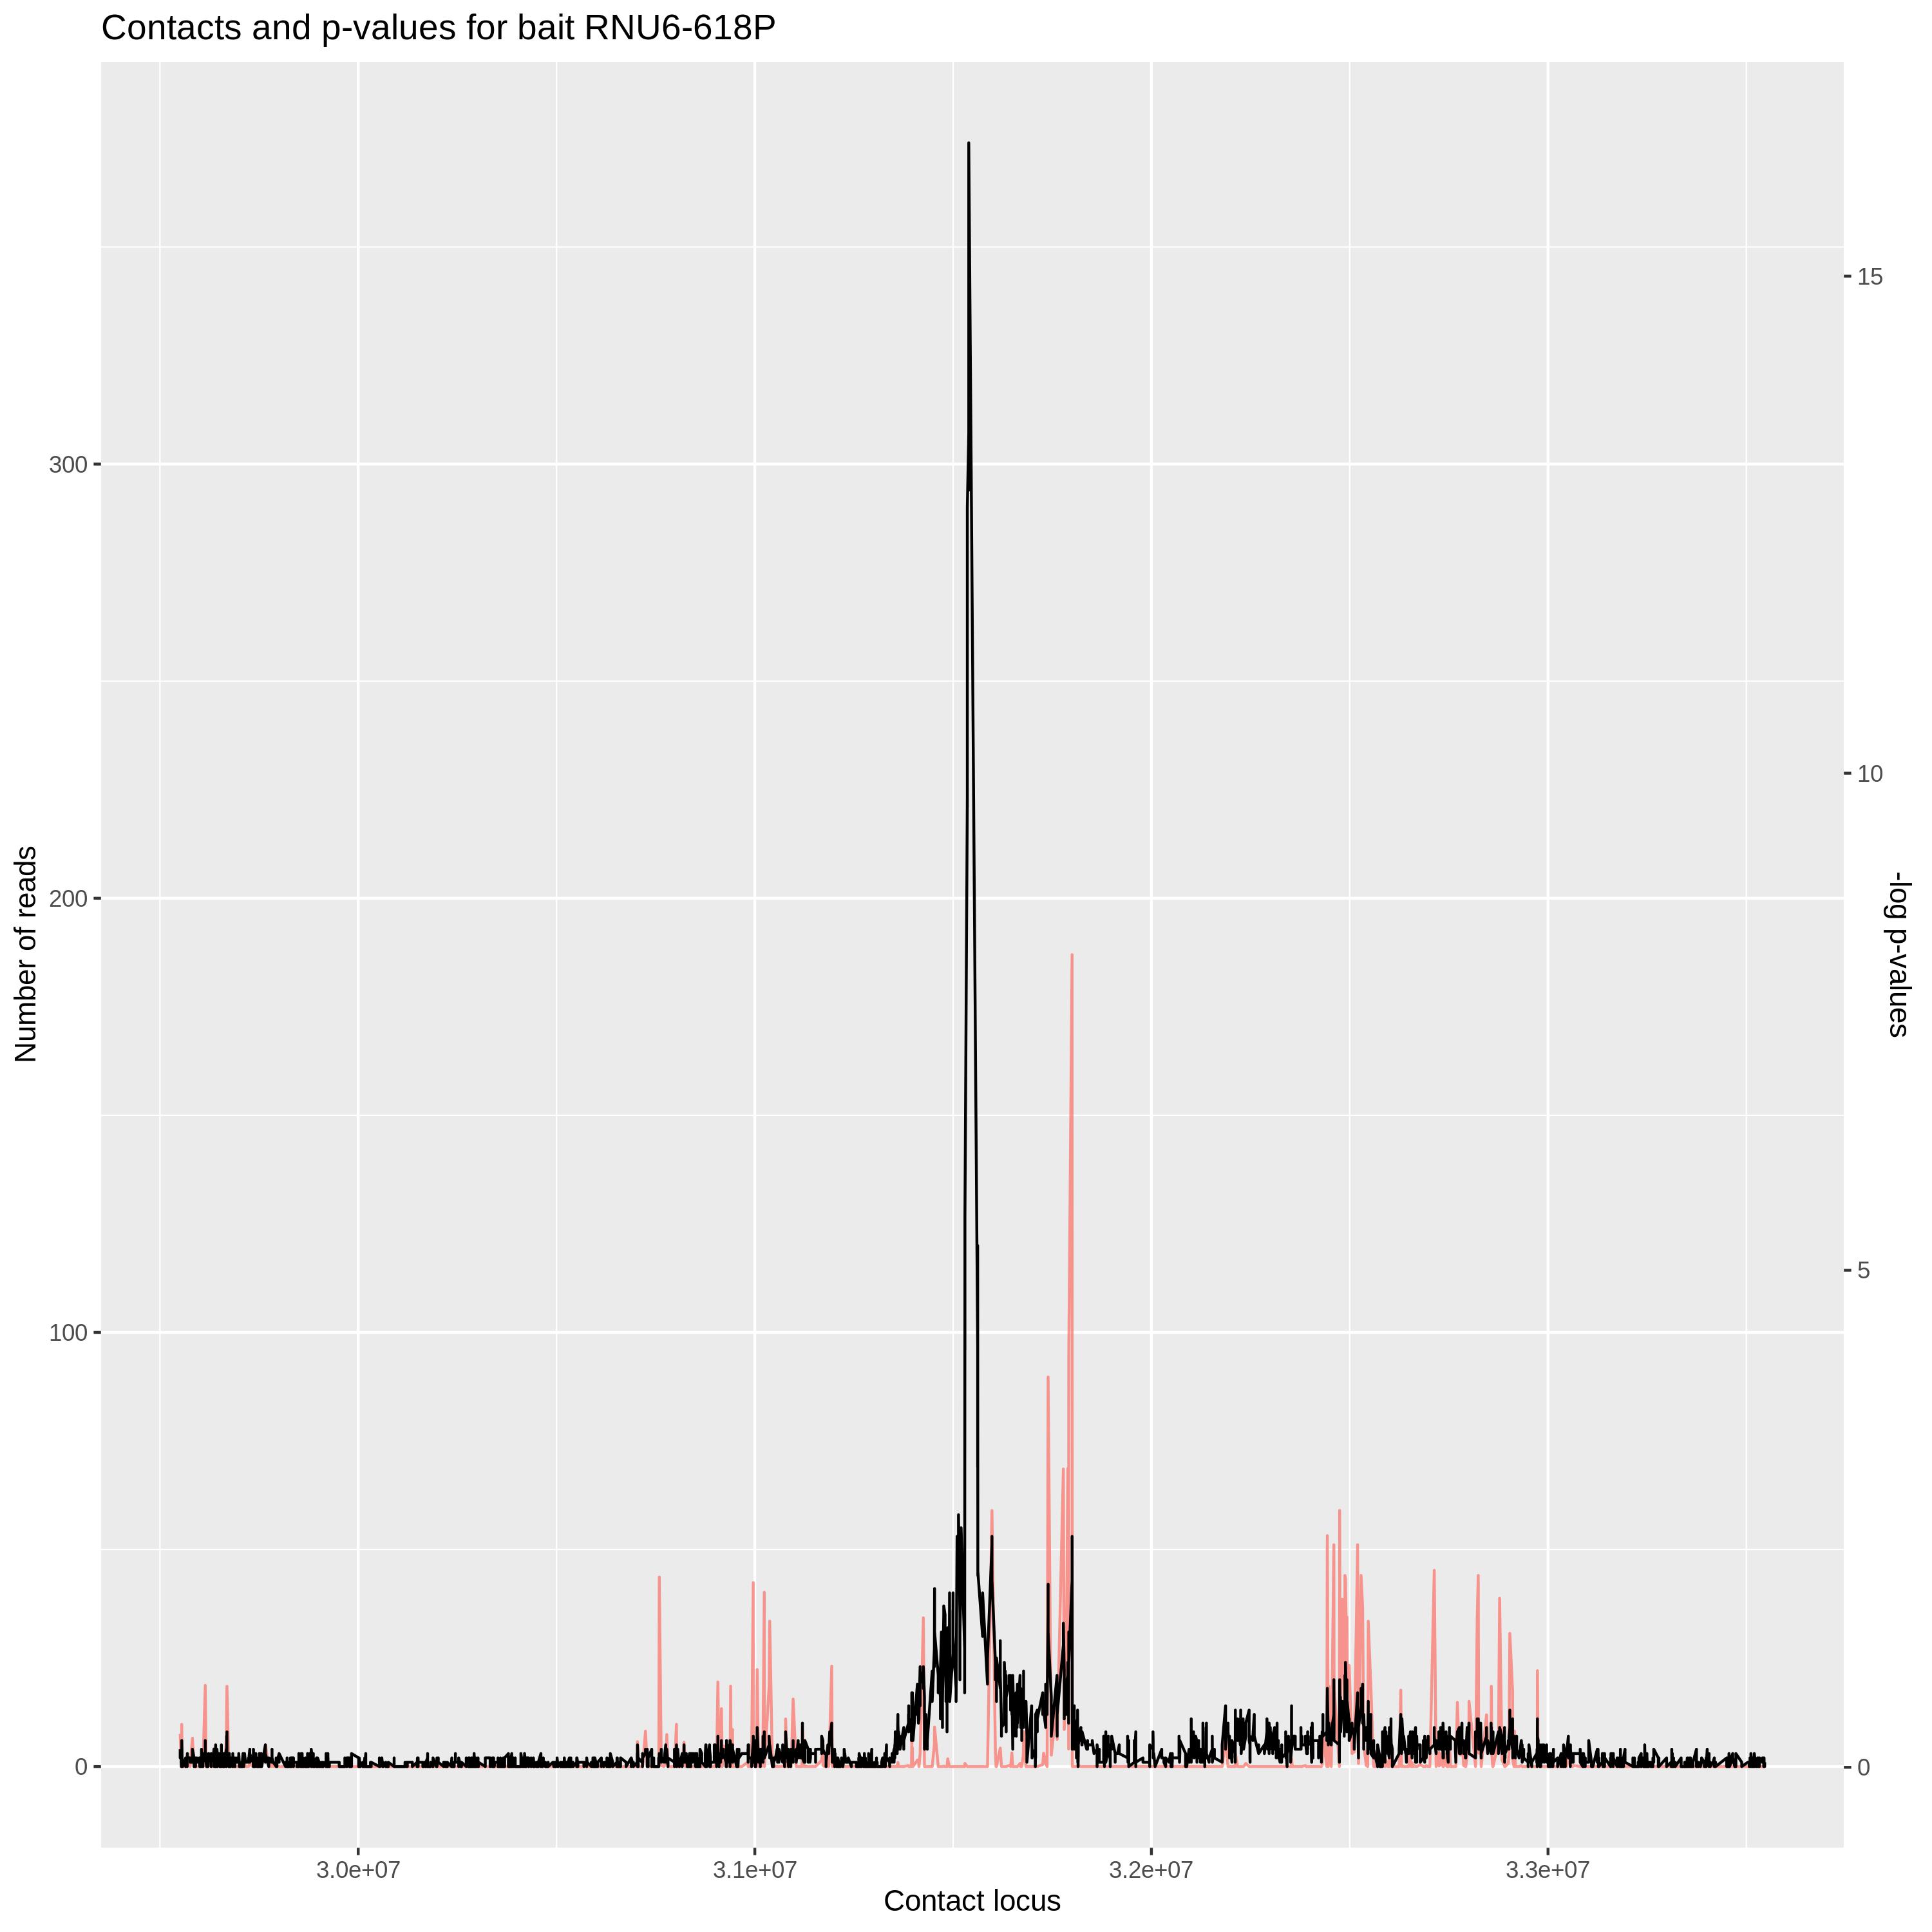 Contacts and p-values for bait RNU6-618P
Number of reads
300
200
100
0
15
10
5
0
-log p-values
3.0e+07
3.1e+07
3.2e+07
3.3e+07
Contact locus